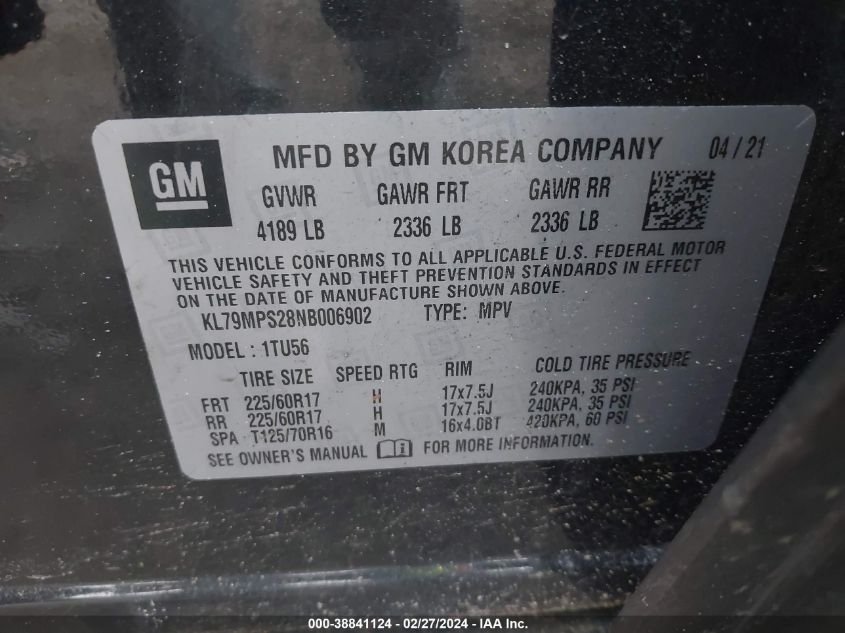 GM
MFD BY GM KOREA COMPANY 04/21
GVWR GAWR FRT GAWR RR
4189 LB 2336 LB 2336 LB
THIS VEHICLE CONFORMS TO ALL APPLICABLE U.S. FEDERAL MOTOR
VEHICLE SAFETY AND THEFT PREVENTION STANDARDS IN EFFECT
ON THE DATE OF MANUFACTURE SHOWN ABOVE.
KL79MPS28NB006902 TYPE: MPV
MODEL: 1TU56
TIRE SIZE SPEED RTG RIM COLD TIRE PRESSURE
FRT 225/60R17 H 17x7.5J 240KPA, 35 PSI
RR 225/60R17 H 17x7.5J 240KPA, 35 PSI
SPA T125/70R16 M 16x4.0BT 420KPA, 60 PSI
SEE OWNER'S MANUAL FOR MORE INFORMATION.
000-38841124 - 02/27/2024 - IAA Inc.